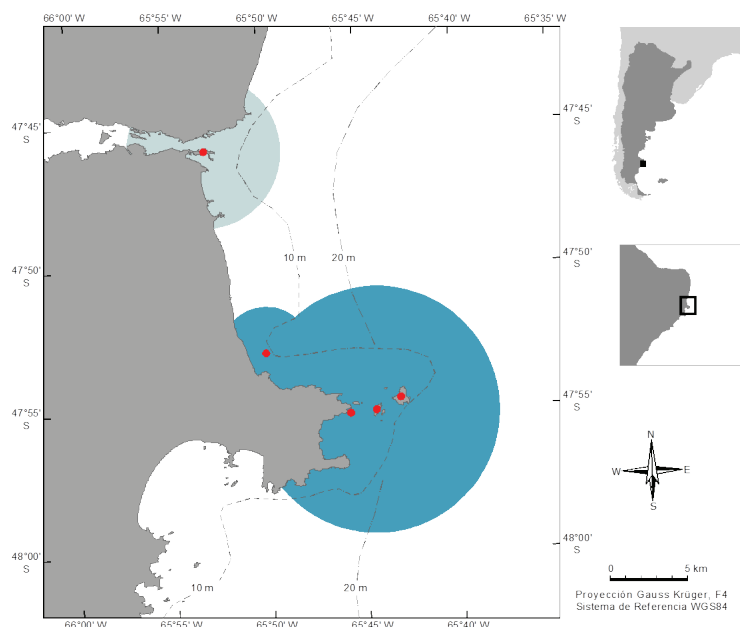 66°00' W 65°55' W 65°50' W 65°45' W 65°40' W 65°35' W
47°45' S
47°45' S
47°50' S
47°50' S
10 m 20 m
47°55' S
47°55' S
48°00' S
48°00' S
10 m 20 m
66°00' W 65°55' W 65°50' W 65°45' W 65°40' W
N
W E
S
0 5 km
Proyección Gauss Krüger, F4
Sistema de Referencia WGS84